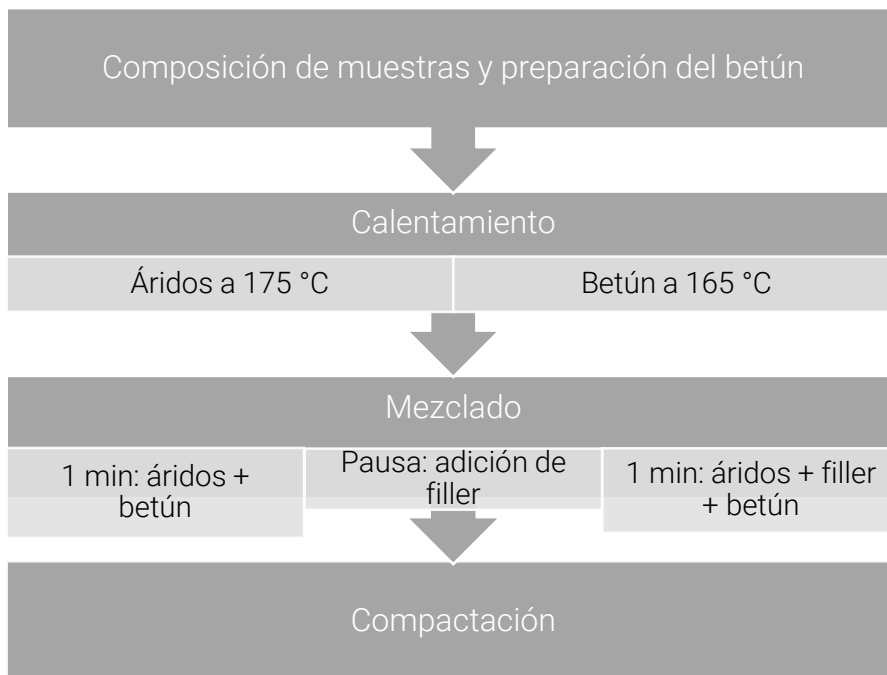 Composición de muestras y preparación del betún
Calentamiento
Áridos a 175 °C
Betún a 165 °C
Mezclado
1 min: áridos +
betún
Pausa: adición de
filler
1 min: áridos + filler
+ betún
Compactación